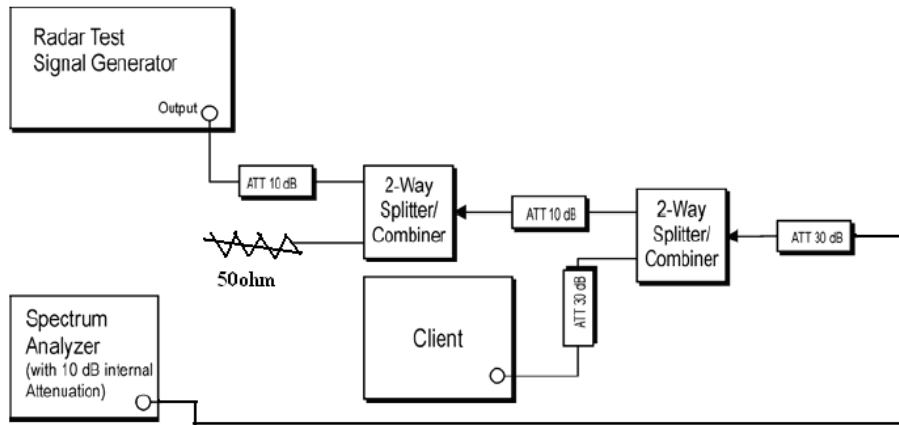 Radar Test
Signal Generator
Output
ATT 10 dB
2-Way
Splitter/
Combiner
ATT 10 dB
2-Way
Splitter/
Combiner
ATT 30 dB
50ohm
ATT 30 dB
Spectrum
Analyzer
(with 10 dB internal
Attenuation)
Client